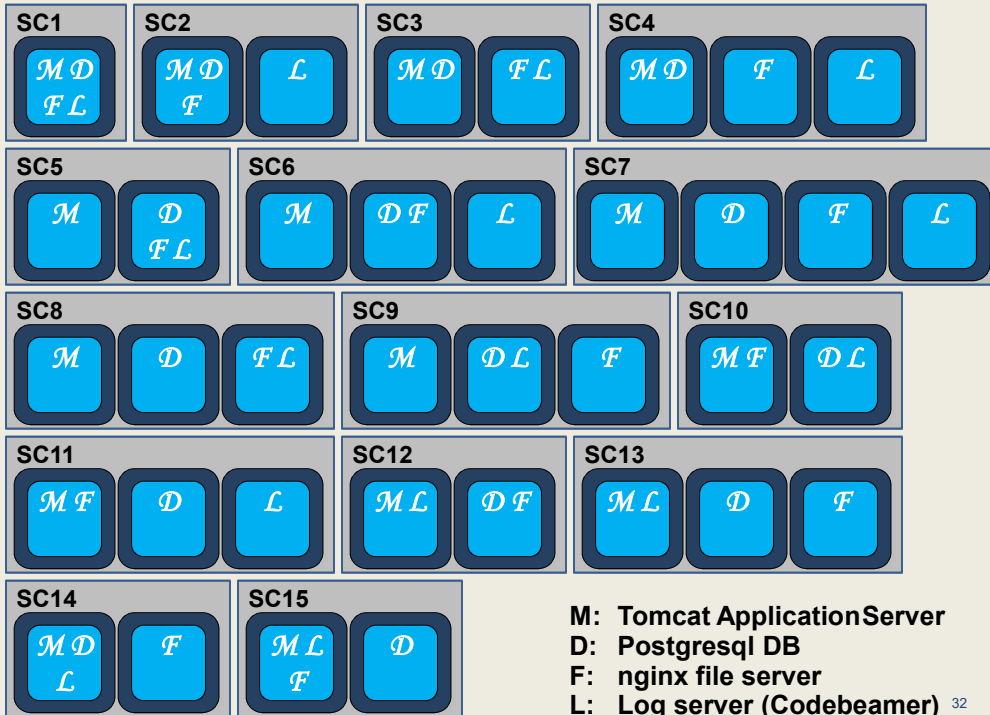 SC1 SC2 SC3 SC4
M D M D L M D F L M D F L
F L F
SC5 SC6 SC7
M D M D F L M D F L
F L
SC8 SC9 SC10
M D F L M D L F M F D L
SC11 SC12 SC13
M F D L M L D F M L D F
SC14 SC15
M D F M L D
L F
M: Tomcat ApplicationServer
D: Postgresql DB
F: nginx file server
L: Log server (Codebeamer) 32